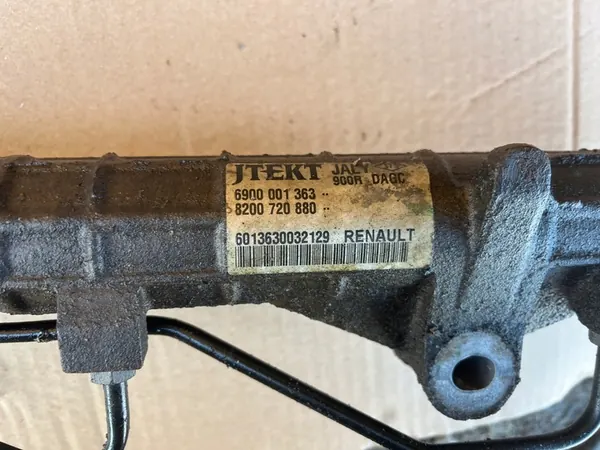 JTEKT
900R DAGC
6900 001 363 --
8200 720 880 --
6013630032129 RENAULT